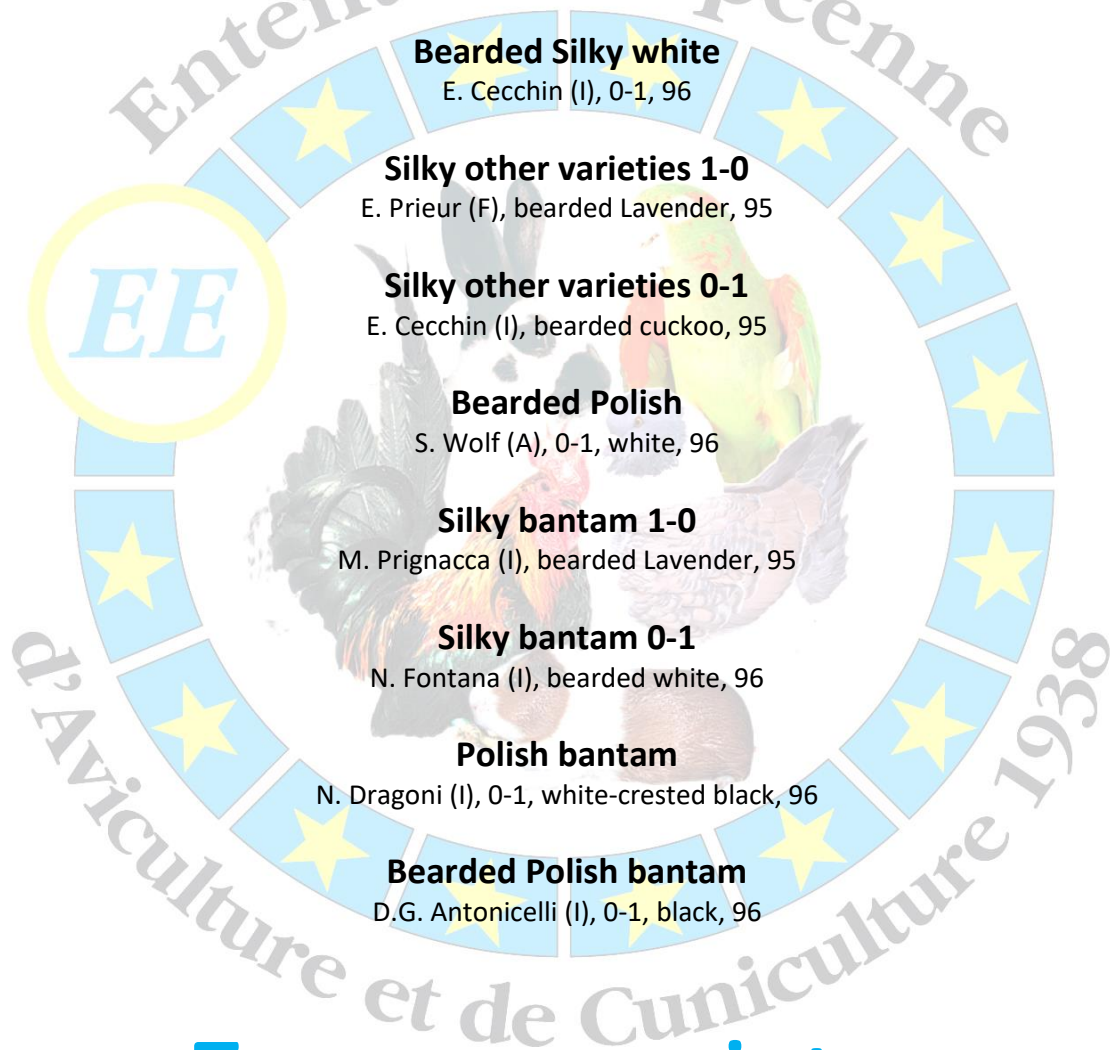 Bearded Silky white
E. Cecchin (I), 0-1, 96
Silky other varieties 1-0
E. Prieur (F), bearded Lavender, 95
Silky other varieties 0-1
E. Cecchin (I), bearded cuckoo, 95
EE
Bearded Polish
S. Wolf (A), 0-1, white, 96
Silky bantam 1-0
M. Prignacca (I), bearded Lavender, 95
Silky bantam 0-1
N. Fontana (I), bearded white, 96
Polish bantam
N. Dragoni (I), 0-1, white-crested black, 96
Bearded Polish bantam
D.G. Antonicelli (I), 0-1, black, 96
d'Aviculture et de Cuniculture 1938